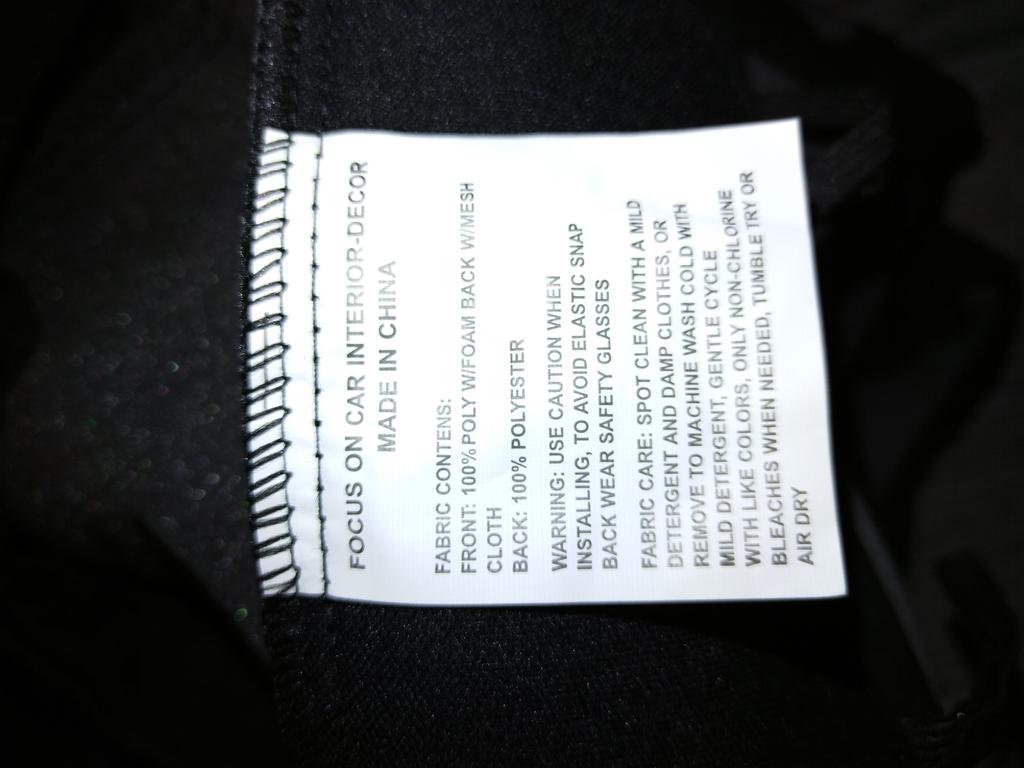 FOCUS ON CAR INTERIOR-DECOR
MADE IN CHINA
FABRIC CONTENS:
FRONT: 100% POLY W/FOAM BACK W/MESH
CLOTH
BACK: 100% POLYESTER
WARNING: USE CAUTION WHEN
INSTALLING, TO AVOID ELASTIC SNAP
BACK WEAR SAFETY GLASSES
FABRIC CARE: SPOT CLEAN WITH A MILD
DETERGENT AND DAMP CLOTHES, OR
REMOVE TO MACHINE WASH COLD WITH
MILD DETERGENT, GENTLE CYCLE
WITH LIKE COLORS, ONLY NON-CHLORINE
BLEACHES WHEN NEEDED, TUMBLE TRY OR
AIR DRY